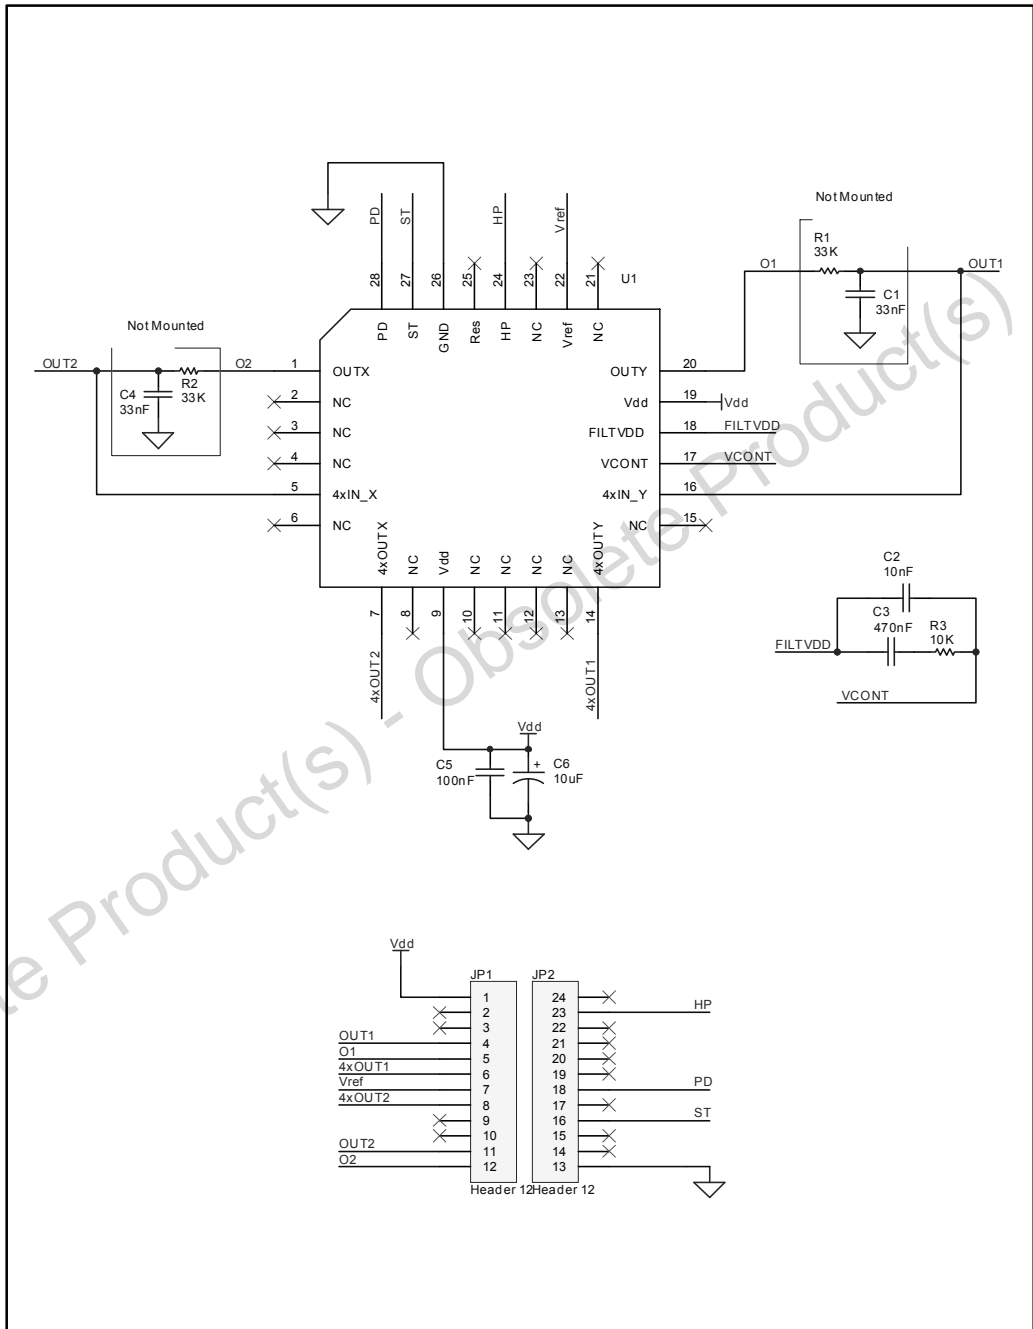 Not Mounted
R1
33K
O1
OUT1
C1
33nF
PD
ST
HP
Vref
28
27
26
25
24
23
22
21
U1
PD
ST
GND
Res
HP
NC
Vref
NC
Not Mounted
OUT2
O2
R2
33K
C4
33nF
1 OUTX
2 NC
3 NC
4 NC
5 4xIN_X
6 NC
OUTY 20
Vdd 19 Vdd
FILTVDD 18 FILTVDD
VCONT 17 VCONT
4xIN_Y 16
NC 15
4xOUTX
NC
Vdd
NC
NC
NC
NC
4xOUTY
7
8
9
10
11
12
13
14
4xOUT2
4xOUT1
C2
10nF
C3
470nF
R3
10K
FILTVDD
VCONT
Vdd
C5
100nF
+
C6
10uF
Vdd
JP1
1
2
3
OUT1 4
O1 5
4xOUT1 6
Vref 7
4xOUT2 8
9
10
OUT2 11
O2 12
Header 12
JP2
24
23 HP
22
21
20
19
18 PD
17
16 ST
15
14
13
Header 12
te Product(s) - Obsolete Product(s)